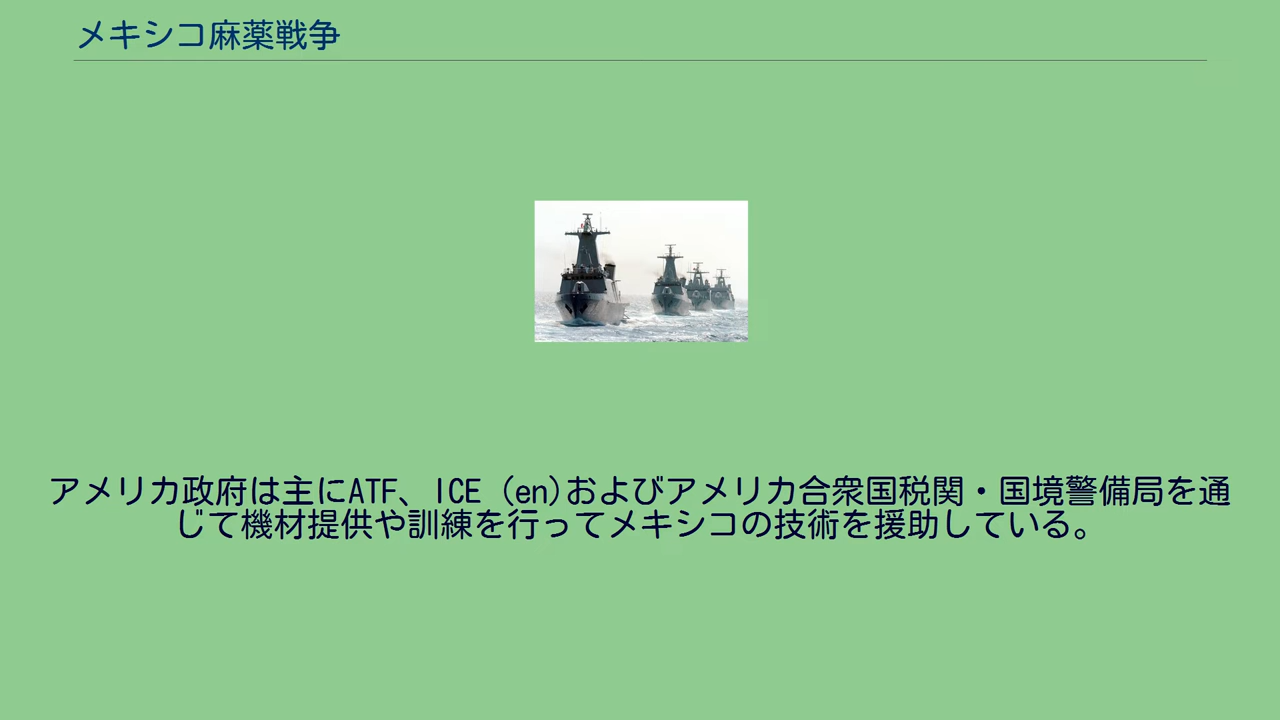 メキシコ麻薬戦争
アメリカ政府は主にATF、ICE (en)およびアメリカ合衆国税関・国境警備局を通
じて機材提供や訓練を行ってメキシコの技術を援助している。